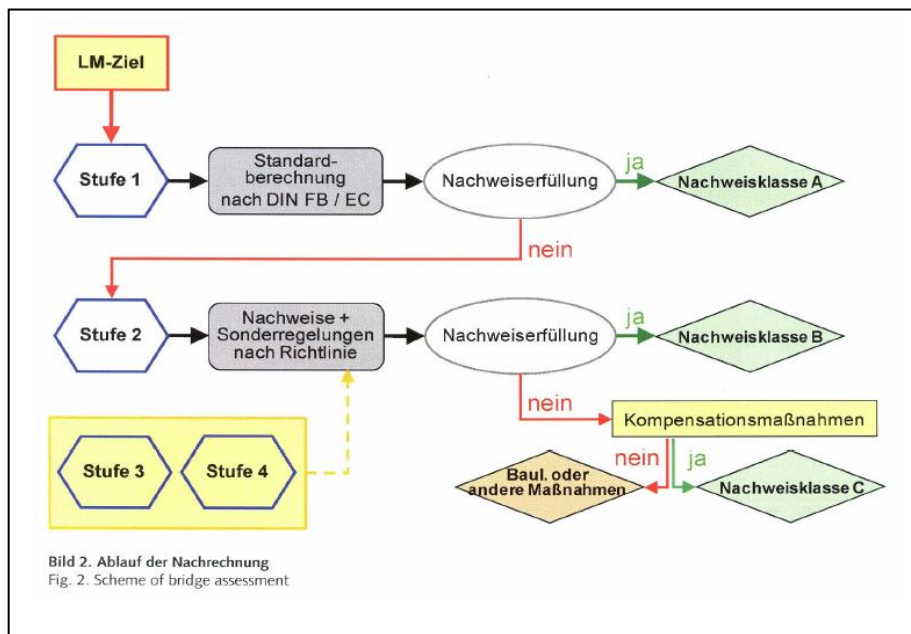 LM-Ziel
Stufe 1
Standard-
berechnung
nach DIN FB / EC
Nachweiserfüllung
ja
Nachweisklasse A
nein
Stufe 2
Nachweise +
Sonderregelungen
nach Richtlinie
Nachweiserfüllung
ja
Nachweisklasse B
nein
Kompensationsmaßnahmen
Stufe 3
Stufe 4
nein
ja
Baul. oder
andere Maßnahmen
Nachweisklasse C
Bild 2. Ablauf der Nachrechnung
Fig. 2. Scheme of bridge assessment